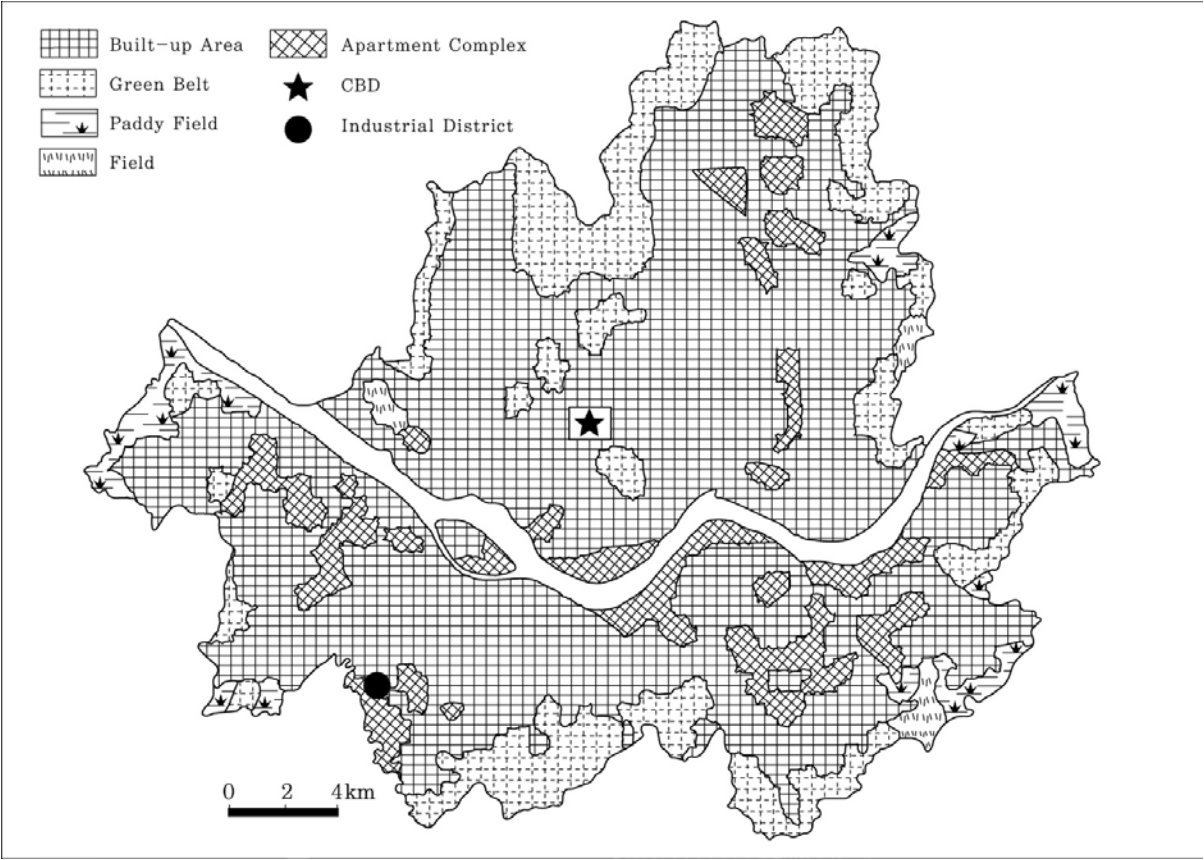 Built-up Area
Apartment Complex
Green Belt
CBD
Paddy Field
Industrial District
Field
0 2 4km